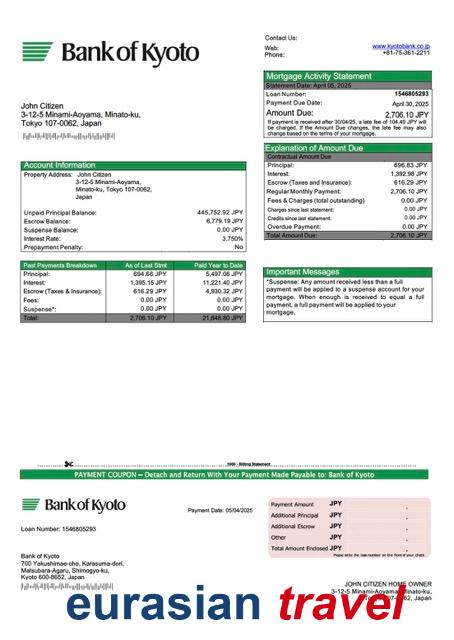 Bank of Kyoto
Contact Us:
Web: www.kyotobank.co.jp
Phone: +81-75-361-2211
Mortgage Activity Statement
Statement Date: April 05, 2025
Loan Number: 1546805293
Payment Due Date: April 30, 2025
Amount Due: 2,706.10 JPY
If payment is received after 30/04/25, a late fee of 104.49 JPY will
be charged. If the Amount Due changes, the late fee may also
change based on the terms of your mortgage.
John Citizen
3-12-5 Minami-Aoyama, Minato-ku,
Tokyo 107-0062, Japan
Explanation of Amount Due
Contractual Amount Due
Principal: 696.83 JPY
Interest: 1,392.98 JPY
Escrow (Taxes and Insurance): 616.29 JPY
Regular Monthly Payment: 2,706.10 JPY
Fees & Charges (total outstanding) 0.00 JPY
Charges since last statement: 0.00 JPY
Credits since last statement: 0.00 JPY
Overdue Payment: 0.00 JPY
Total Amount Due: 2,706.10 JPY
Account Information
Property Address: John Citizen
3-12-5 Minami-Aoyama,
Minato-ku, Tokyo 107-0062,
Japan
Unpaid Principal Balance: 445,752.92 JPY
Escrow Balance: 6,779.19 JPY
Suspense Balance: 0.00 JPY
Interest Rate: 3.750%
Prepayment Penalty: No
Past Payments Breakdown As of Last Stmt Paid Year to Date
Principal: 694.66 JPY 5,497.08 JPY
Interest: 1,395.15 JPY 11,221.40 JPY
Escrow (Taxes & Insurance): 616.29 JPY 4,930.32 JPY
Fees: 0.00 JPY 0.00 JPY
Suspense*: 0.00 JPY 0.00 JPY
Total: 2,706.10 JPY 21,648.80 JPY
Important Messages
*Suspense: Any amount received less than a full
payment will be applied to a suspense account for your
mortgage. When enough is received to equal a full
payment, a full payment will be applied to your
mortgage.
1909 - Billing Statement
PAYMENT COUPON – Detach and Return With Your Payment Made Payable to: Bank of Kyoto
Bank of Kyoto
Payment Date: 05/04/2025
Loan Number: 1546805293
Payment Amount JPY
Additional Principal JPY
Additional Escrow JPY
Other JPY
Total Amount Enclosed JPY
Please write the loan number on the front of your check
Bank of Kyoto
700 Yakushimae-cho, Karasuma-dori,
Matsubara-Agaru, Shimogyo-ku,
Kyoto 600-8652, Japan
JOHN CITIZEN HOME OWNER
3-12-5 Minami-Aoyama, Minato-ku,
Tokyo 107-0062, Japan
eurasian travel